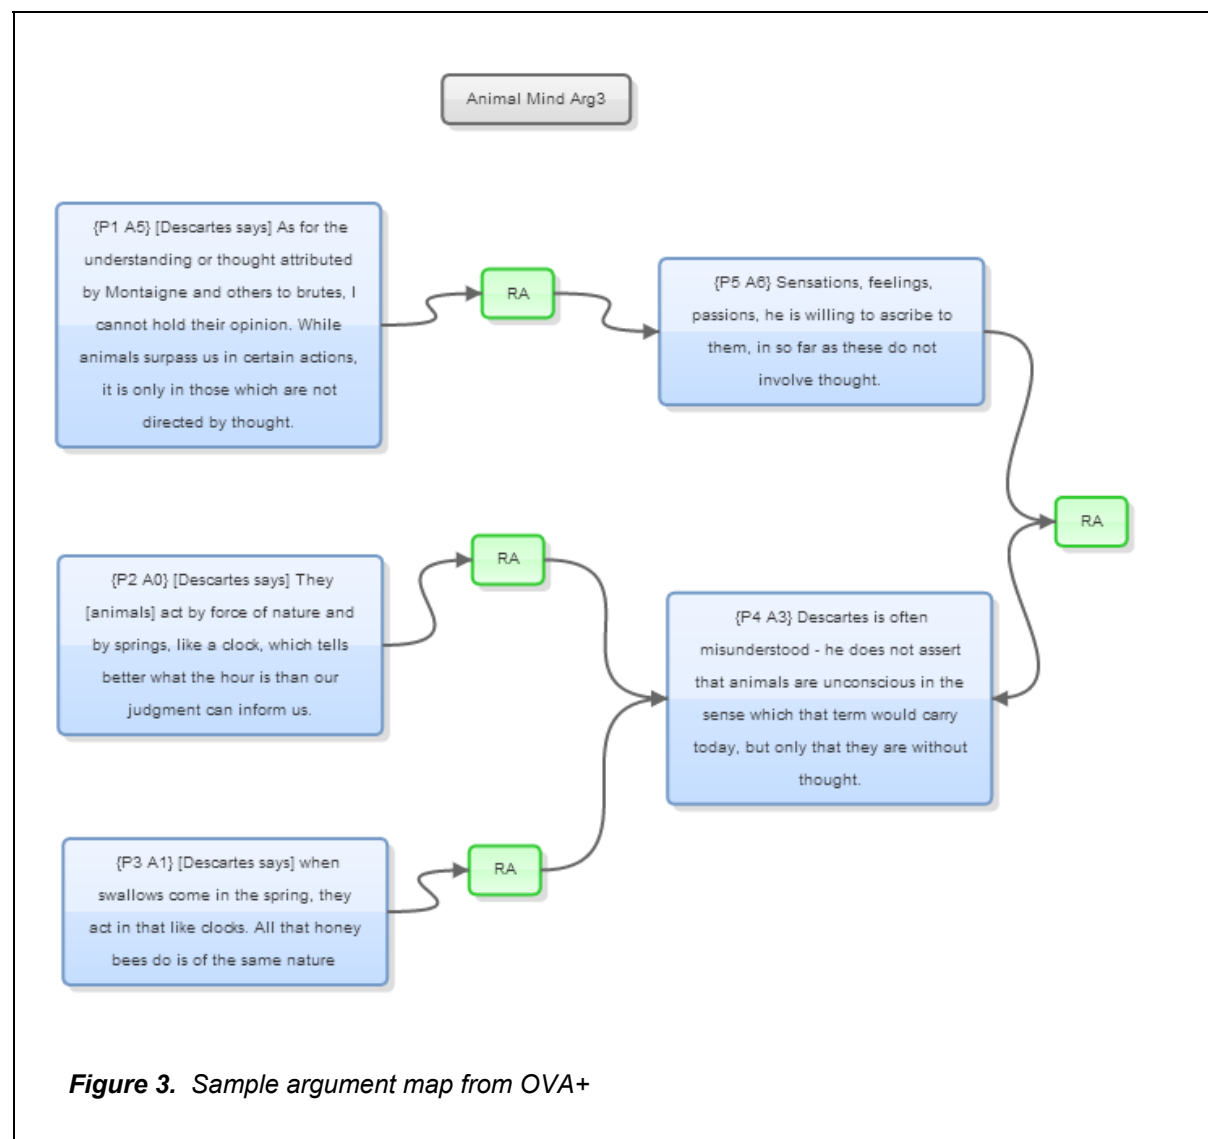 Animal Mind Arg3
{P1 A5} [Descartes says] As for the
understanding or thought attributed
by Montaigne and others to brutes, I
cannot hold their opinion. While
animals surpass us in certain actions,
it is only in those which are not
directed by thought.
RA
{P5 A6} Sensations, feelings,
passions, he is willing to ascribe to
them, in so far as these do not
involve thought.
RA
{P2 A0} [Descartes says] They
[animals] act by force of nature and
by springs, like a clock, which tells
better what the hour is than our
judgment can inform us.
RA
{P4 A3} Descartes is often
misunderstood - he does not assert
that animals are unconscious in the
sense which that term would carry
today, but only that they are without
thought.
{P3 A1} [Descartes says] when
swallows come in the spring, they
act in that like clocks. All that honey
bees do is of the same nature
RA
Figure 3. Sample argument map from OVA+